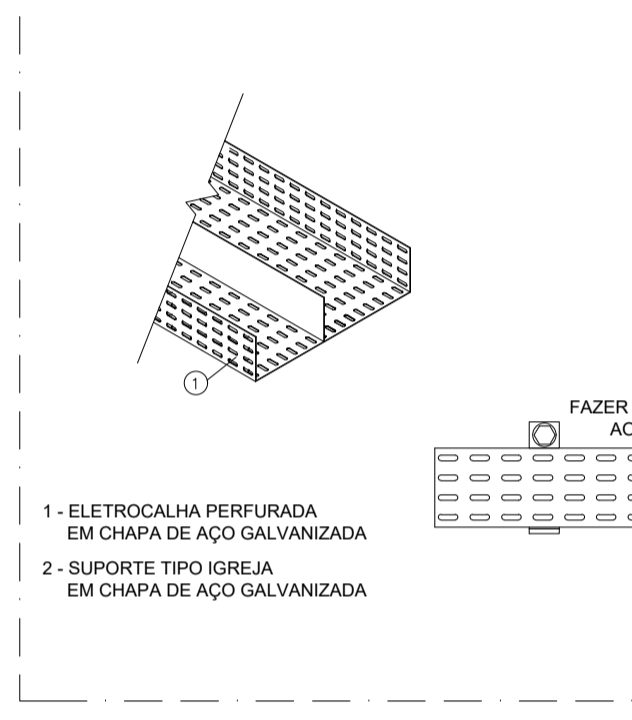 1
FAZER
1 - ELETROCALHA PERFURADA
EM CHAPA DE AÇO GALVANIZADA
2 - SUPORTE TIPO IGREJA
EM CHAPA DE AÇO GALVANIZADA